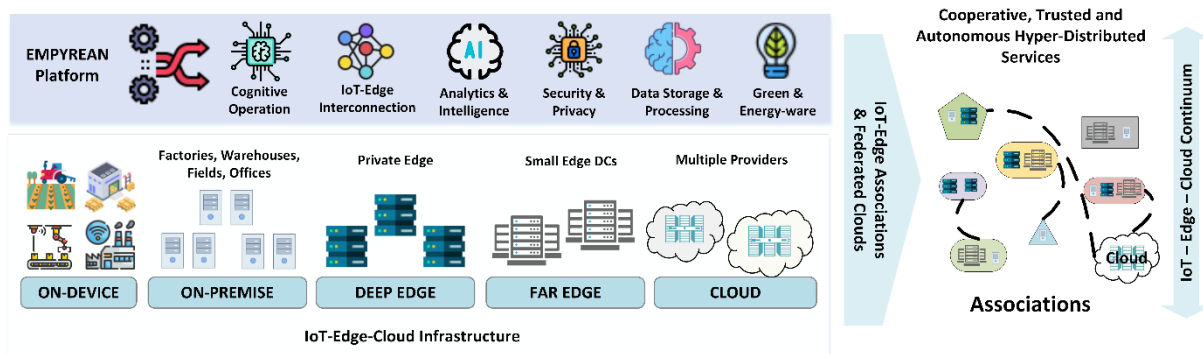 EMPYREAN
Platform
Cognitive
Operation
IoT-Edge
Interconnection
AI
Analytics &
Intelligence
Security &
Privacy
Data Storage &
Processing
Green &
Energy-ware
Factories, Warehouses,
Fields, Offices
Private Edge
Small Edge DCs
Multiple Providers
ON-DEVICE
ON-PREMISE
DEEP EDGE
FAR EDGE
CLOUD
IoT-Edge-Cloud Infrastructure
IoT-Edge Associations
& Federated Clouds
Cooperative, Trusted and
Autonomous Hyper-Distributed
Services
Cloud
Associations
IoT – Edge – Cloud Continuum